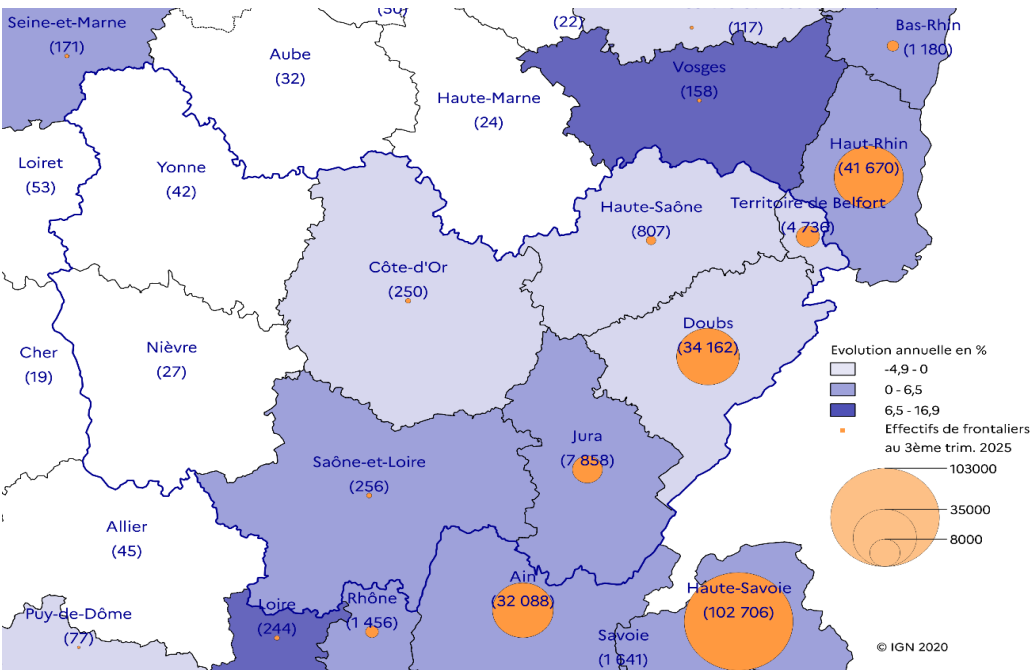 (50)
(22)
(117)
Seine-et-Marne
(171)
Bas-Rhin
(1 180)
Aube
(32)
Vosges
(158)
Haute-Marne
(24)
Haut-Rhin
(41 670)
Loiret
(53)
Yonne
(42)
Haute-Saône
(807)
Territoire de Belfort
(4 736)
Côte-d'Or
(250)
Doubs
(34 162)
Cher
(19)
Nièvre
(27)
Evolution annuelle en %
-4,9 - 0
0 - 6,5
6,5 - 16,9
Effectifs de frontaliers
au 3ème trim. 2025
103000
35000
8000
Jura
(7 858)
Saône-et-Loire
(256)
Allier
(45)
Ain
(32 088)
Haute-Savoie
(102 706)
Puy-de-Dôme
(77)
Loire
(244)
Rhône
(1 456)
Savoie
(1 641)
© IGN 2020